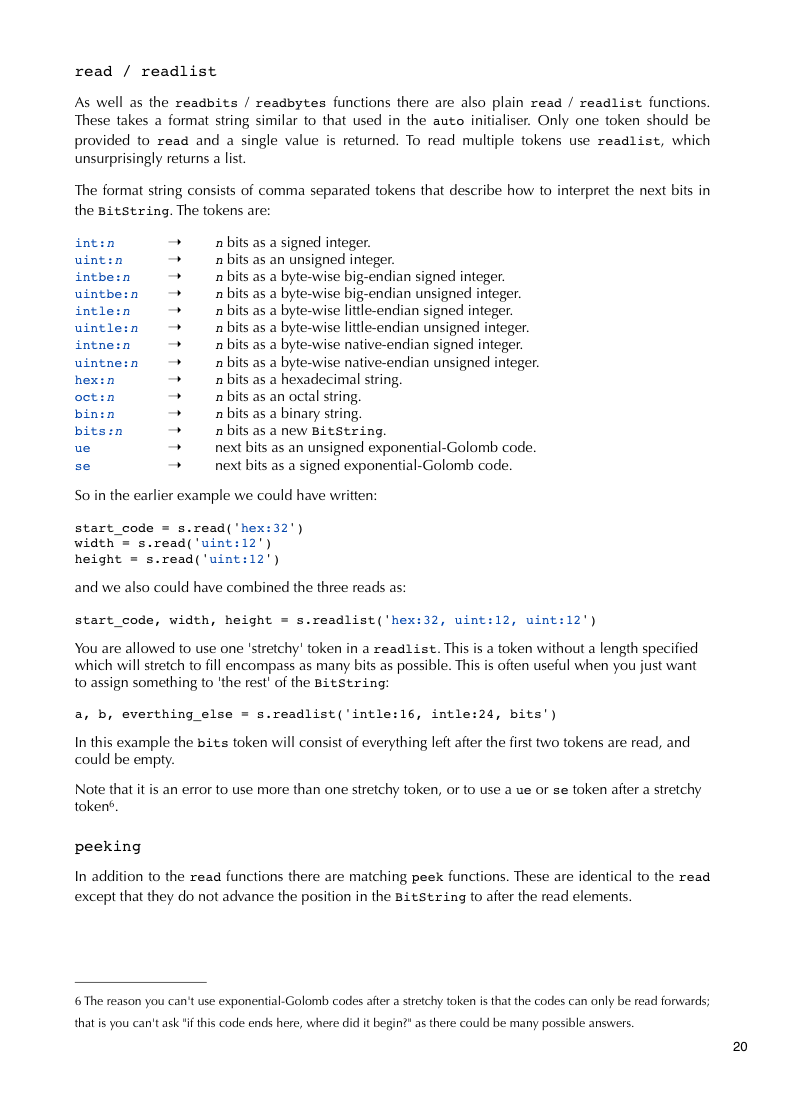 read / readlist
As well as the readbits / readbytes functions there are also plain read / readlist functions.
These takes a format string similar to that used in the auto initialiser. Only one token should be
provided to read and a single value is returned. To read multiple tokens use readlist, which
unsurprisingly returns a list.
The format string consists of comma separated tokens that describe how to interpret the next bits in
the BitString. The tokens are:
int:n → n bits as a signed integer.
uint:n → n bits as an unsigned integer.
intbe:n → n bits as a byte-wise big-endian signed integer.
uintbe:n → n bits as a byte-wise big-endian unsigned integer.
intle:n → n bits as a byte-wise little-endian signed integer.
uintle:n → n bits as a byte-wise little-endian unsigned integer.
intne:n → n bits as a byte-wise native-endian signed integer.
uintne:n → n bits as a byte-wise native-endian unsigned integer.
hex:n → n bits as a hexadecimal string.
oct:n → n bits as an octal string.
bin:n → n bits as a binary string.
bits:n → n bits as a new BitString.
ue → next bits as an unsigned exponential-Golomb code.
se → next bits as a signed exponential-Golomb code.
So in the earlier example we could have written:
start_code = s.read('hex:32')
width = s.read('uint:12')
height = s.read('uint:12')
and we also could have combined the three reads as:
start_code, width, height = s.readlist('hex:32, uint:12, uint:12')
You are allowed to use one 'stretchy' token in a readlist. This is a token without a length specified
which will stretch to fill encompass as many bits as possible. This is often useful when you just want
to assign something to 'the rest' of the BitString:
a, b, everthing_else = s.readlist('intle:16, intle:24, bits')
In this example the bits token will consist of everything left after the first two tokens are read, and
could be empty.
Note that it is an error to use more than one stretchy token, or to use a ue or se token after a stretchy
token⁶.
peeking
In addition to the read functions there are matching peek functions. These are identical to the read
except that they do not advance the position in the BitString to after the read elements.
6 The reason you can't use exponential-Golomb codes after a stretchy token is that the codes can only be read forwards;
that is you can't ask "if this code ends here, where did it begin?" as there could be many possible answers.
20